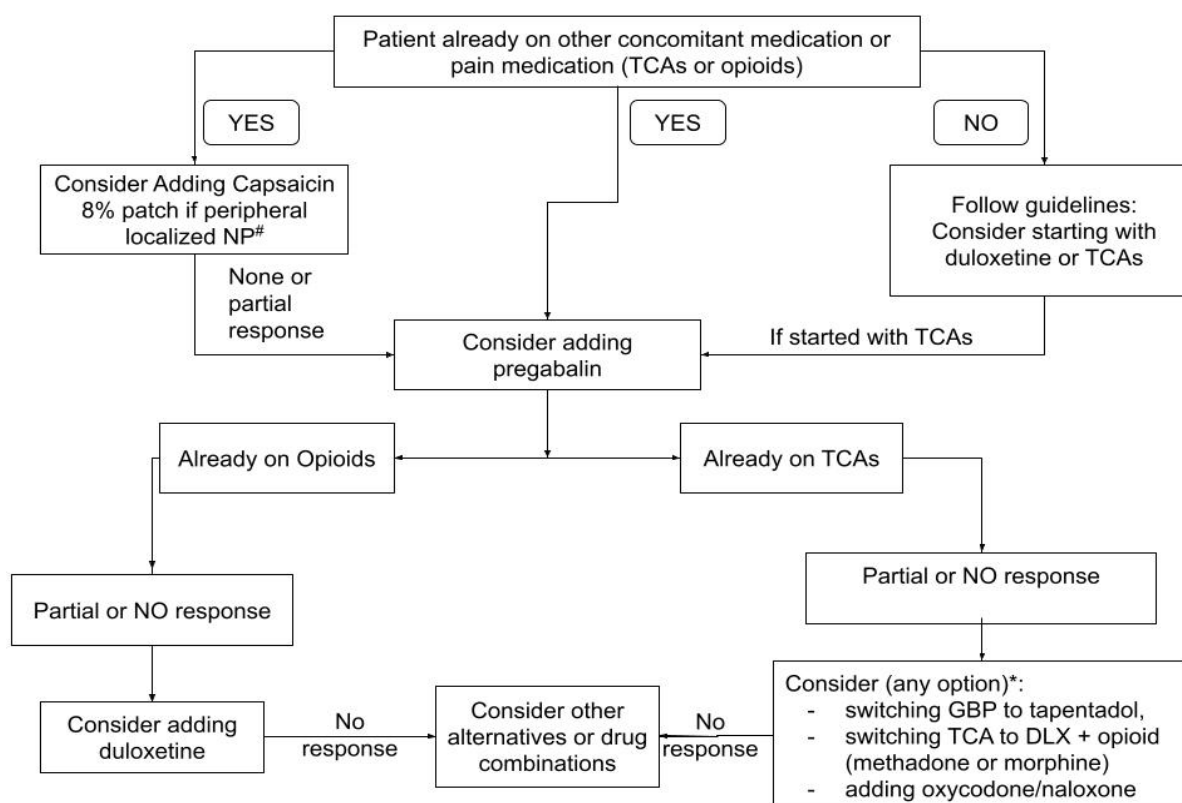 Patient already on other concomitant medication or
pain medication (TCAs or opioids)
YES
YES
NO
Consider Adding Capsaicin
8% patch if peripheral
localized NP#
Follow guidelines:
Consider starting with
duloxetine or TCAs
None or
partial
response
Consider adding
pregabalin
If started with TCAs
Already on Opioids
Already on TCAs
Partial or NO response
Partial or NO response
Consider adding
duloxetine
No
response
Consider other
alternatives or drug
combinations
No
response
Consider (any option)*:
- switching GBP to tapentadol,
- switching TCA to DLX + opioid
(methadone or morphine)
- adding oxycodone/naloxone